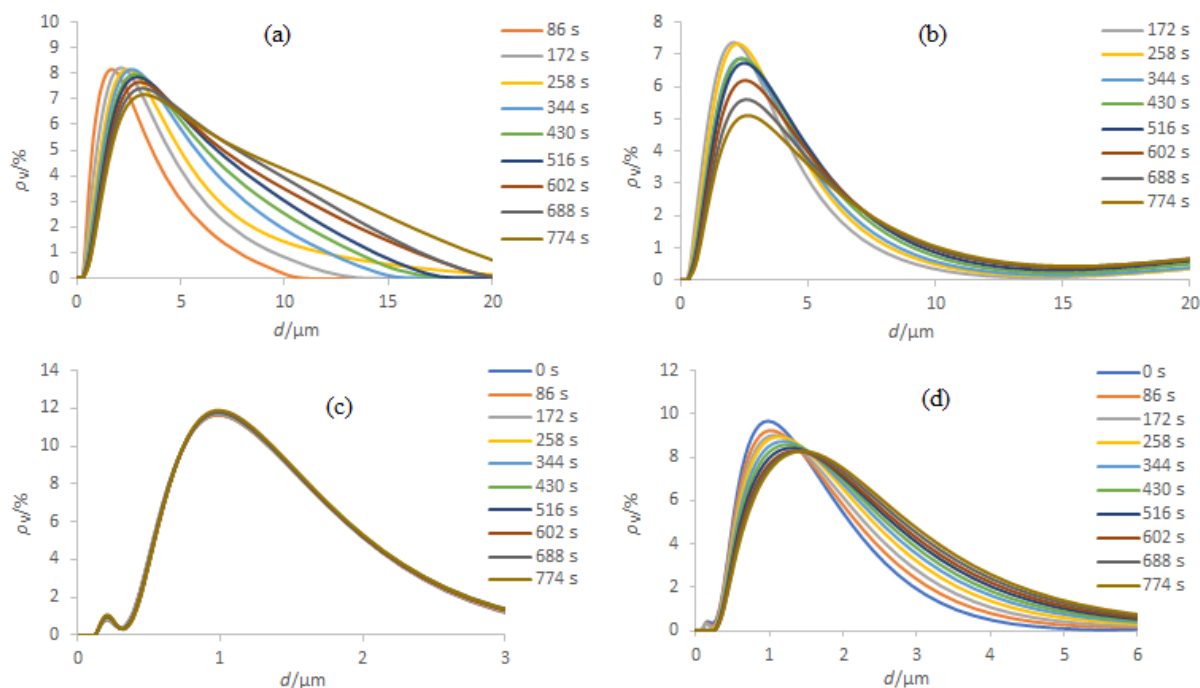 (a)
10
9
8
7
6
5
4
3
2
1
0
0 5 10 15 20
ρv/%
d/μm
86 s
172 s
258 s
344 s
430 s
516 s
602 s
688 s
774 s
(b)
8
7
6
5
4
3
2
1
0
0 5 10 15 20
ρv/%
d/μm
172 s
258 s
344 s
430 s
516 s
602 s
688 s
774 s
(c)
14
12
10
8
6
4
2
0
0 1 2 3
ρv/%
d/μm
0 s
86 s
172 s
258 s
344 s
430 s
516 s
602 s
688 s
774 s
(d)
12
10
8
6
4
2
0
0 1 2 3 4 5 6
ρv/%
d/μm
0 s
86 s
172 s
258 s
344 s
430 s
516 s
602 s
688 s
774 s